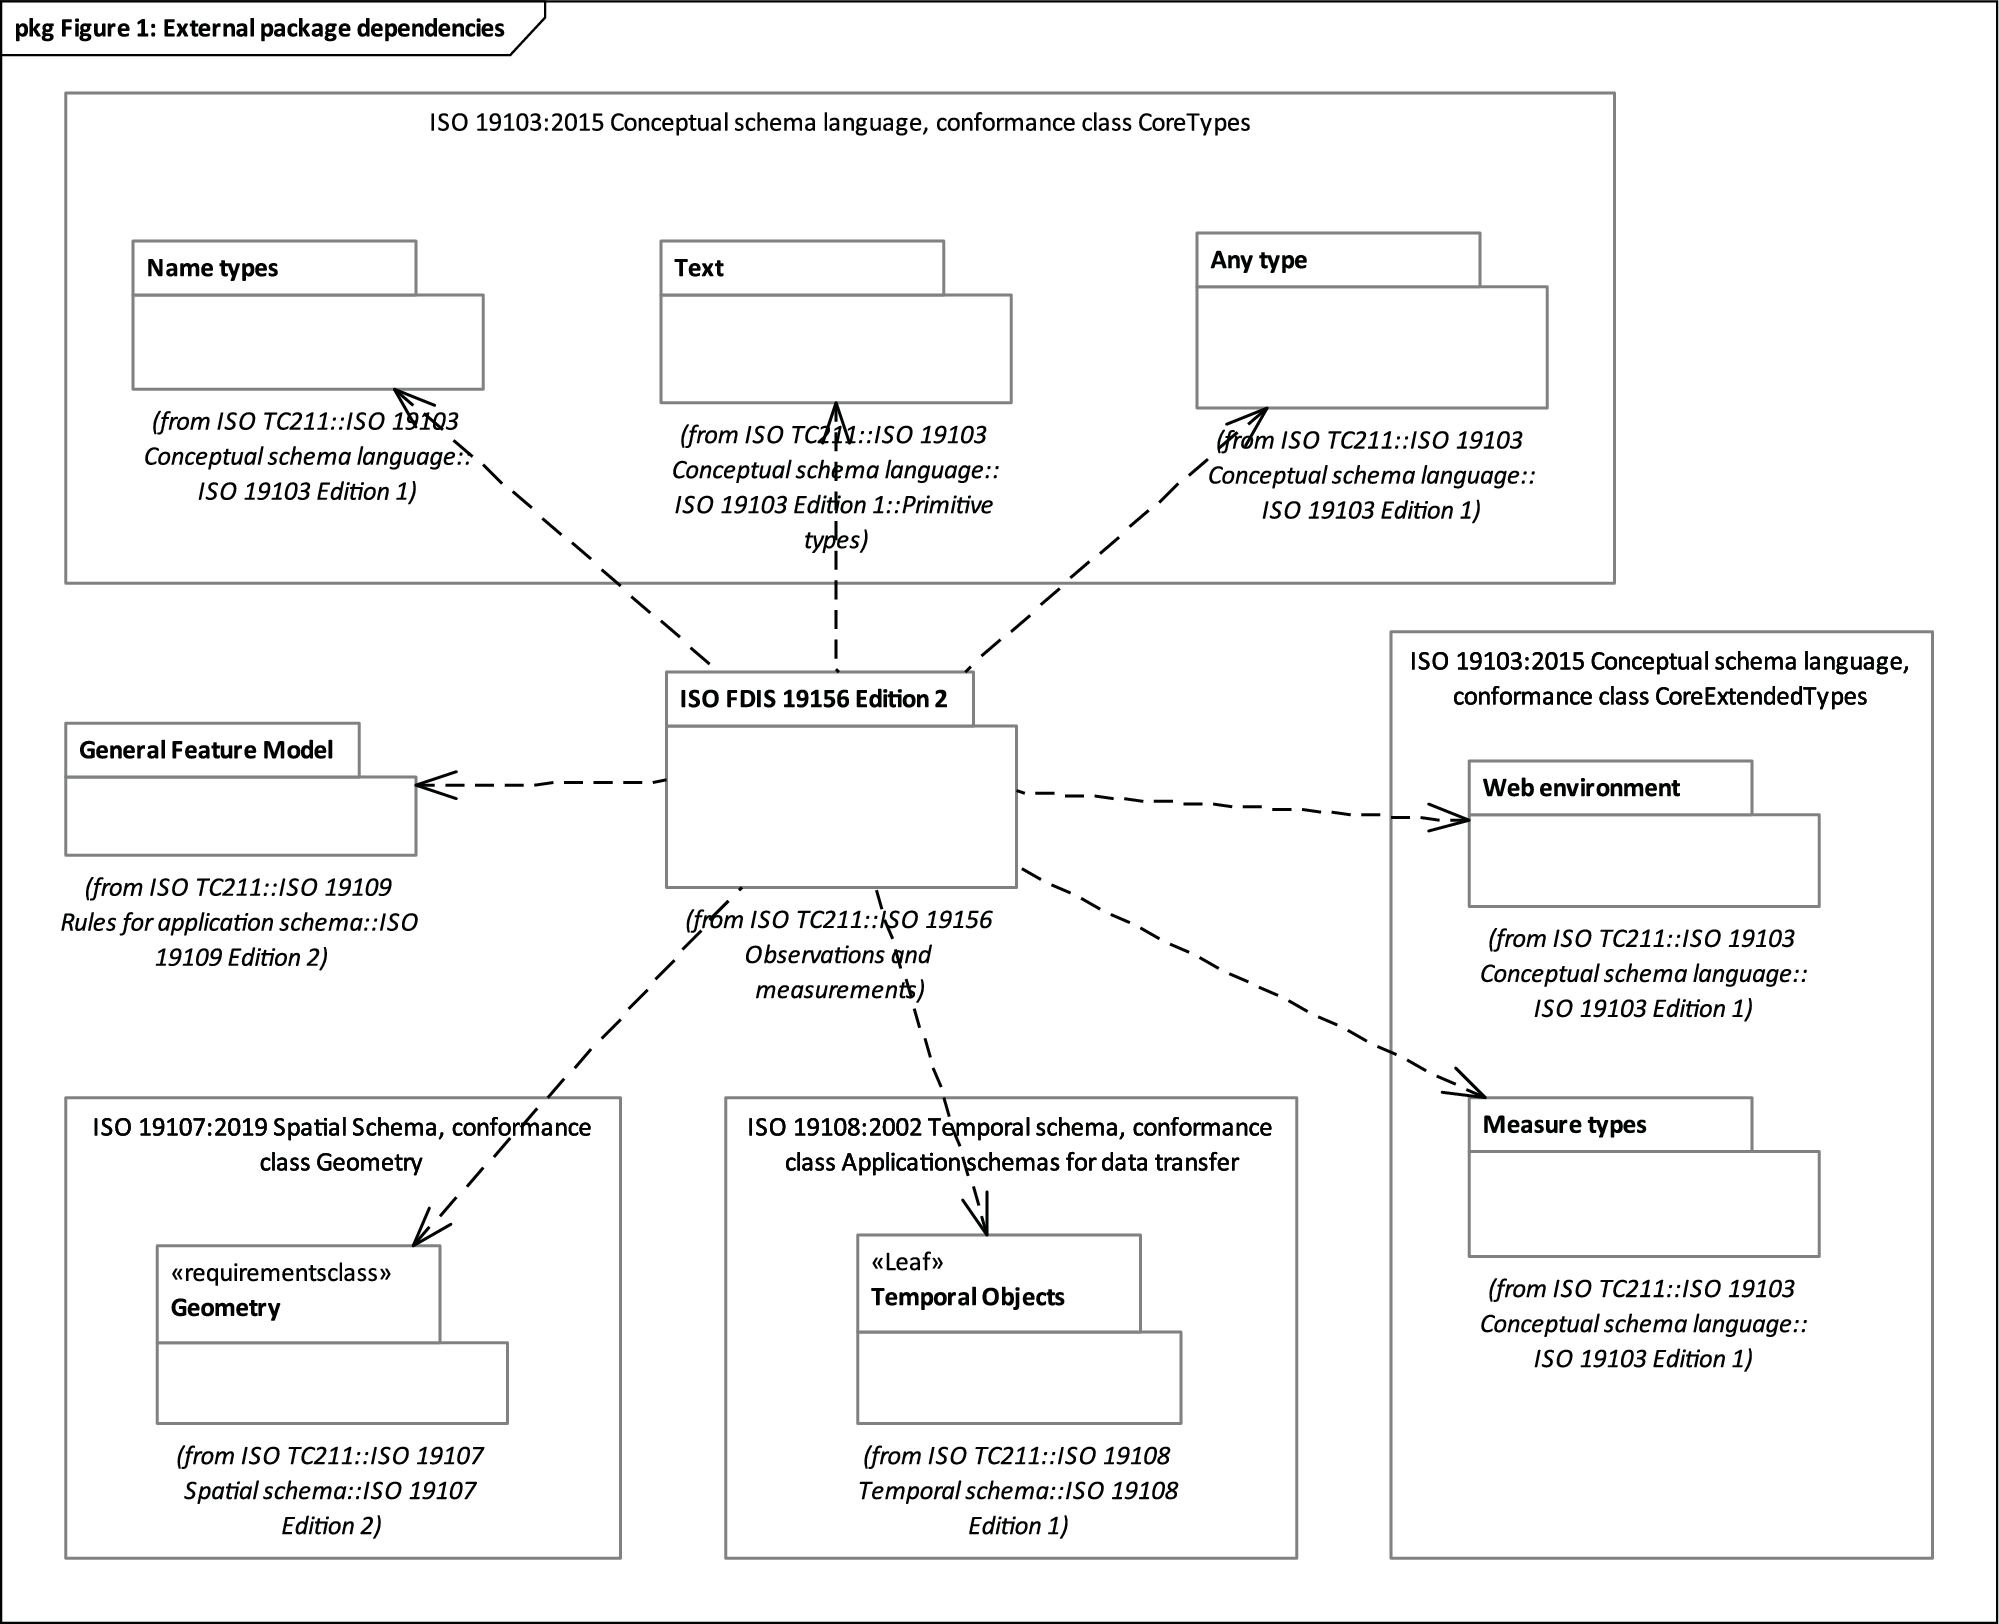 pkg Figure 1: External package dependencies
ISO 19103:2015 Conceptual schema language, conformance class CoreTypes
Name types
(from ISO TC211::ISO 19103
Conceptual schema language::
ISO 19103 Edition 1)
Text
(from ISO TC211::ISO 19103
Conceptual schema language::
ISO 19103 Edition 1::Primitive
types)
Any type
(from ISO TC211::ISO 19103
Conceptual schema language::
ISO 19103 Edition 1)
ISO FDIS 19156 Edition 2
(from ISO TC211::ISO 19156
Observations and
measurements)
General Feature Model
(from ISO TC211::ISO 19109
Rules for application schema::ISO
19109 Edition 2)
ISO 19103:2015 Conceptual schema language,
conformance class CoreExtendedTypes
Web environment
(from ISO TC211::ISO 19103
Conceptual schema language::
ISO 19103 Edition 1)
Measure types
(from ISO TC211::ISO 19103
Conceptual schema language::
ISO 19103 Edition 1)
ISO 19107:2019 Spatial Schema, conformance
class Geometry
«requirementsclass»
Geometry
(from ISO TC211::ISO 19107
Spatial schema::ISO 19107
Edition 2)
ISO 19108:2002 Temporal schema, conformance
class Application schemas for data transfer
«Leaf»
Temporal Objects
(from ISO TC211::ISO 19108
Temporal schema::ISO 19108
Edition 1)